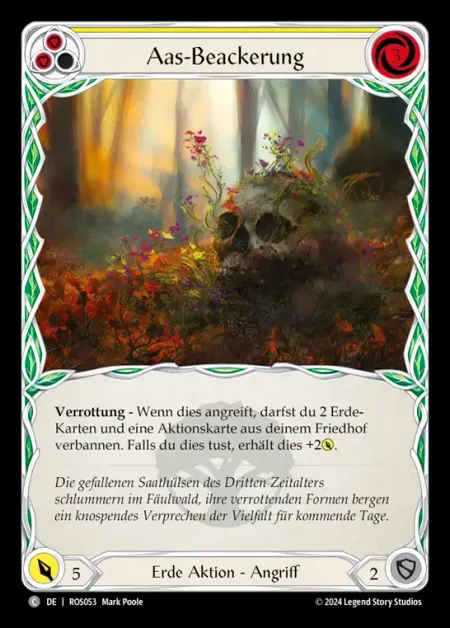 Aas-Beackerung
3
Verrottung - Wenn dies angreift, darfst du 2 Erde-
Karten und eine Aktionskarte aus deinem Friedhof
verbannen. Falls du dies tust, erhält dies +2.
Die gefallenen Saathülsen des Dritten Zeitalters
schlummern im Fäulwald, ihre verrottenden Formen bergen
ein knospendes Versprechen der Vielfalt für kommende Tage.
5
Erde Aktion - Angriff
2
C DE | ROS053 Mark Poole
© 2024 Legend Story Studios